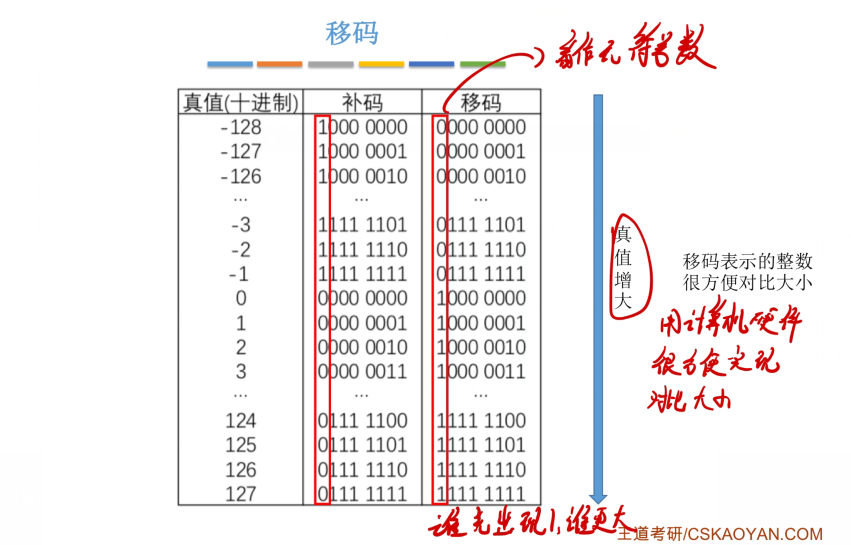 移码
看作无符号数
真值(十进制) 补码 移码
-128 1000 0000 0000 0000
-127 1000 0001 0000 0001
-126 1000 0010 0000 0010
... ... ...
-3 1111 1101 0111 1101
-2 1111 1110 0111 1110
-1 1111 1111 0111 1111
0 0000 0000 1000 0000
1 0000 0001 1000 0001
2 0000 0010 1000 0010
3 0000 0011 1000 0011
... ... ...
124 0111 1100 1111 1100
125 0111 1101 1111 1101
126 0111 1110 1111 1110
127 0111 1111 1111 1111
真
值
增
大
移码表示的整数
很方便对比大小
用计算机硬件
很方便实现
对比大小
谁先出现1,谁更大
王道考研/CSKAOYAN.COM